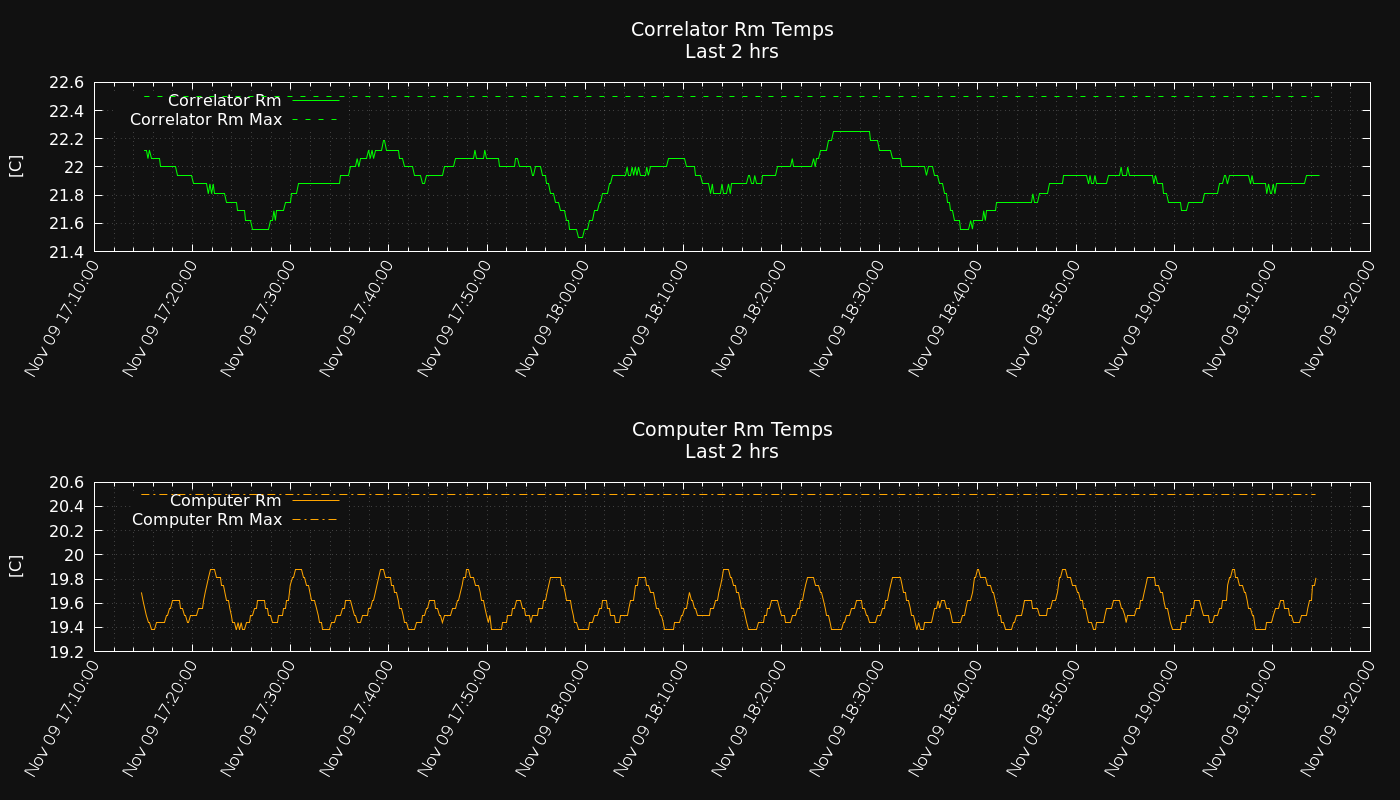 Correlator Rm Temps
Last 2 hrs
22.6
22.4
22.2
22
21.8
21.6
21.4
[C]
Correlator Rm
Correlator Rm Max
Nov 09 17:10:00
Nov 09 17:20:00
Nov 09 17:30:00
Nov 09 17:40:00
Nov 09 17:50:00
Nov 09 18:00:00
Nov 09 18:10:00
Nov 09 18:20:00
Nov 09 18:30:00
Nov 09 18:40:00
Nov 09 18:50:00
Nov 09 19:00:00
Nov 09 19:10:00
Nov 09 19:20:00
Computer Rm Temps
Last 2 hrs
20.6
20.4
20.2
20
19.8
19.6
19.4
19.2
[C]
Computer Rm
Computer Rm Max
Nov 09 17:10:00
Nov 09 17:20:00
Nov 09 17:30:00
Nov 09 17:40:00
Nov 09 17:50:00
Nov 09 18:00:00
Nov 09 18:10:00
Nov 09 18:20:00
Nov 09 18:30:00
Nov 09 18:40:00
Nov 09 18:50:00
Nov 09 19:00:00
Nov 09 19:10:00
Nov 09 19:20:00